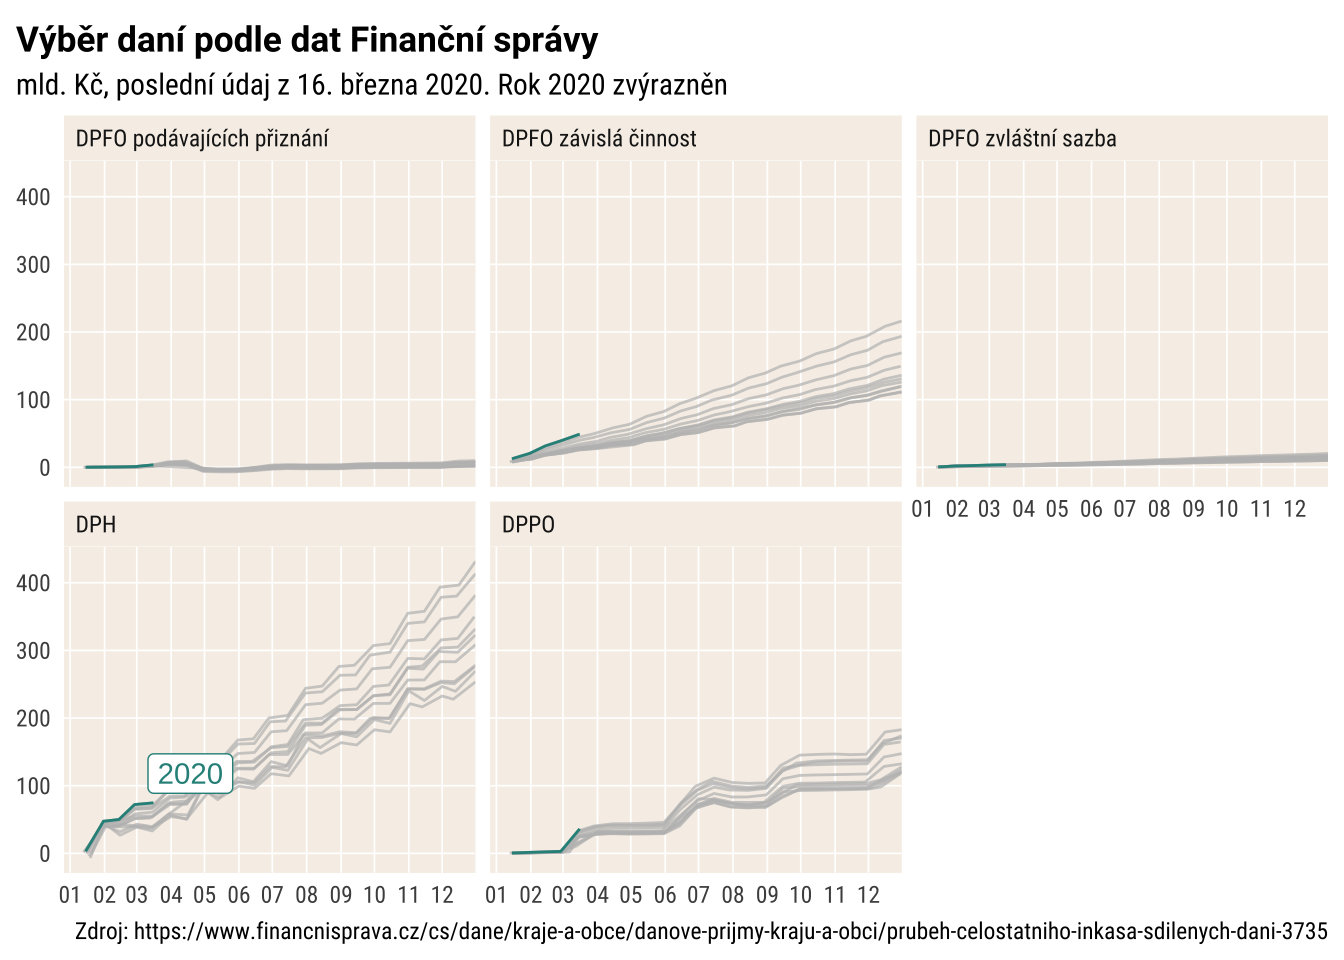 Výběr daní podle dat Finanční správy
mld. Kč, poslední údaj z 16. března 2020. Rok 2020 zvýrazněn
DPFO podávajících přiznání
DPFO závislá činnost
DPFO zvláštní sazba
400
300
200
100
0
01 02 03 04 05 06 07 08 09 10 11 12
DPH
DPPO
400
300
200
100
0
2020
01 02 03 04 05 06 07 08 09 10 11 12
01 02 03 04 05 06 07 08 09 10 11 12
Zdroj: https://www.financnisprava.cz/cs/dane/kraje-a-obce/danove-prijmy-kraju-a-obci/prubeh-celostatniho-inkasa-sdilenych-dani-3735